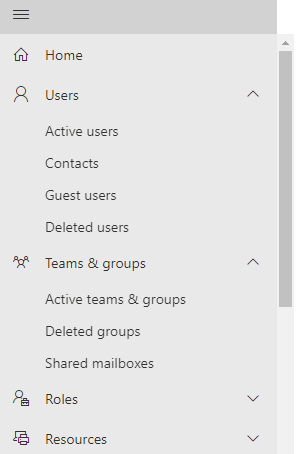 Home
Users
Active users
Contacts
Guest users
Deleted users
Teams & groups
Active teams & groups
Deleted groups
Shared mailboxes
Roles
Resources